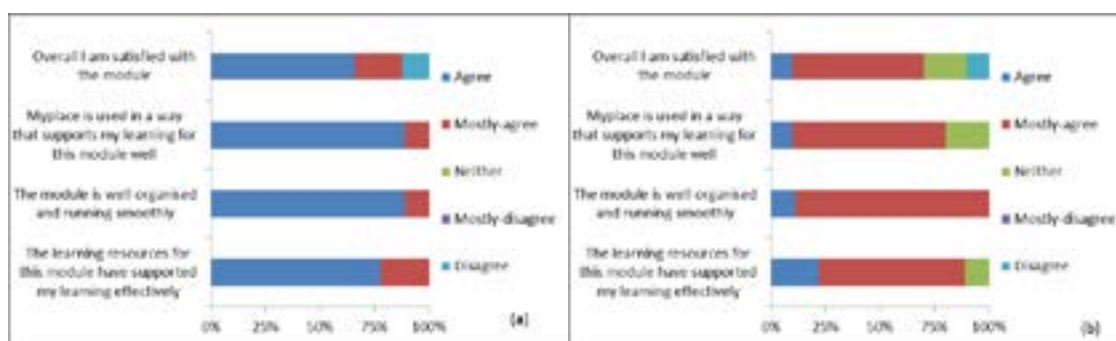 Overall I am satisfied with
the module
Myplace is used in a way
that supports my learning for
this module well
The module is well organised
and running smoothly
The learning resources for
this module have supported
my learning effectively
0% 25% 50% 75% 100%
Agree
Mostly-agree
Neither
Mostly-disagree
Disagree
(a)
Overall I am satisfied with
the module
Myplace is used in a way
that supports my learning for
this module well
The module is well organised
and running smoothly
The learning resources for
this module have supported
my learning effectively
0% 25% 50% 75% 100%
Agree
Mostly-agree
Neither
Mostly-disagree
Disagree
(b)